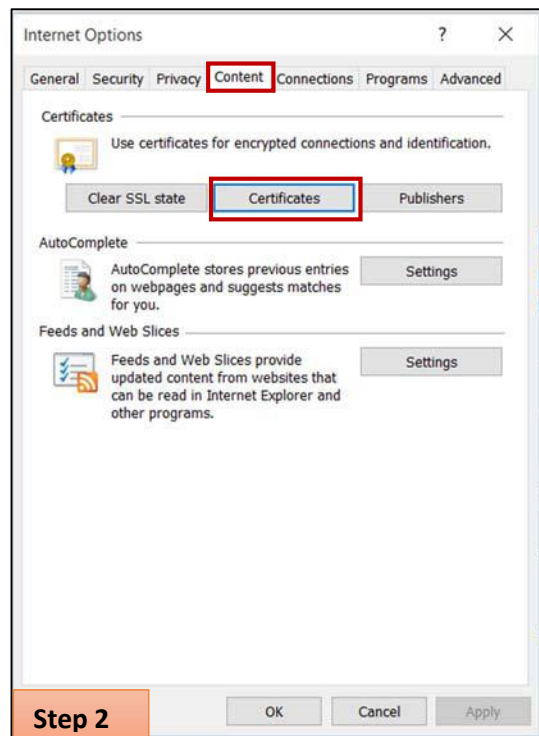 Internet Options ? ×
General Security Privacy Content Connections Programs Advanced
Certificates
Use certificates for encrypted connections and identification.
Clear SSL state Certificates Publishers
AutoComplete
AutoComplete stores previous entries
on webpages and suggests matches
for you.
Settings
Feeds and Web Slices
Feeds and Web Slices provide
updated content from websites that
can be read in Internet Explorer and
other programs.
Settings
Step 2
OK Cancel Apply